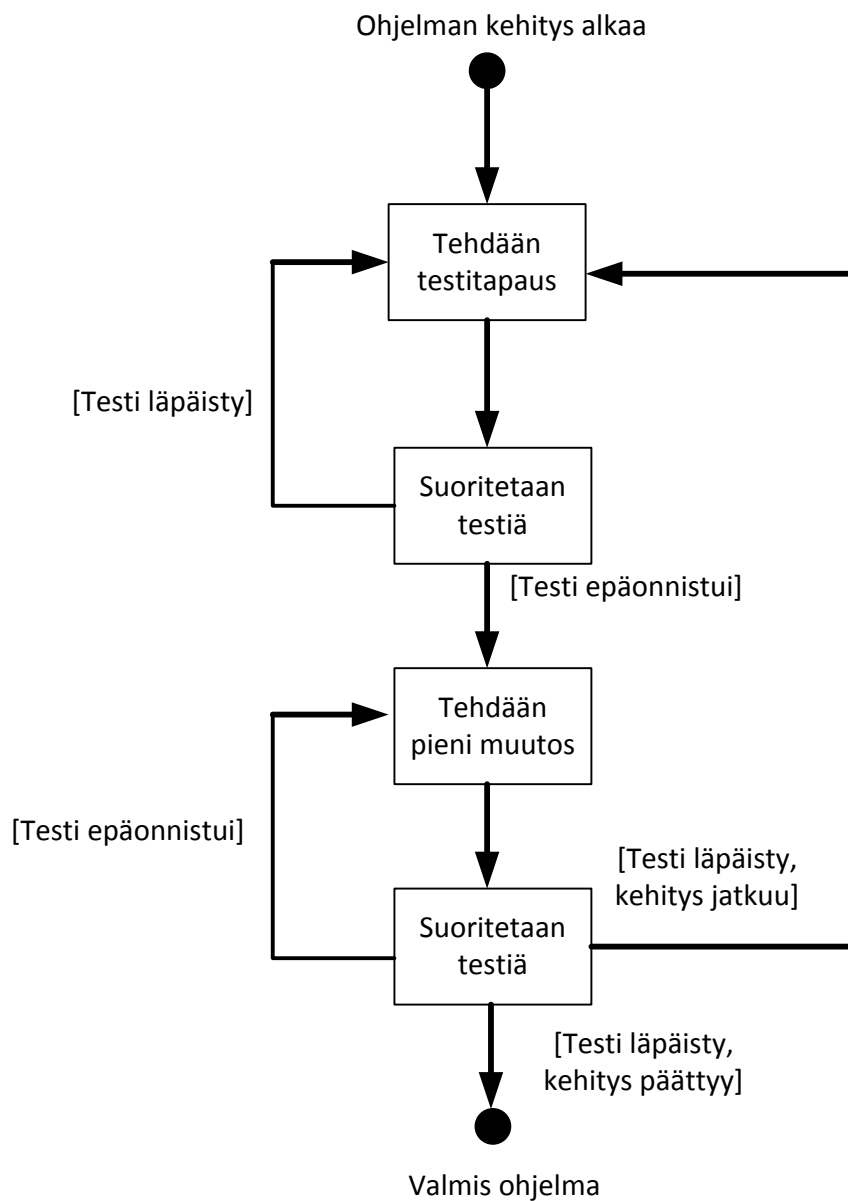 Ohjelman kehitys alkaa
Tehdään
testitapaus
[Testi läpäisty]
Suoritetaan
testiä
[Testi epäonnistui]
Tehdään
pieni muutos
[Testi epäonnistui]
[Testi läpäisty,
kehitys jatkuu]
Suoritetaan
testiä
[Testi läpäisty,
kehitys päättyy]
Valmis ohjelma